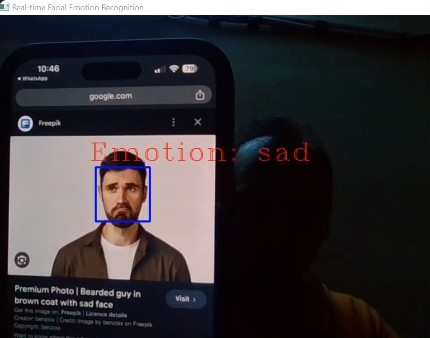 Real-time Facial Emotion Recognition
10:46
WhatsApp
google.com
Freepik
Emotion: sad
Premium Photo | Bearded guy in
brown coat with sad face
Visit >
Get this image on: Freepik | Licence details
Creator: benzoix | Credit: Image by benzoix on Freepik
Copyright: benzoix